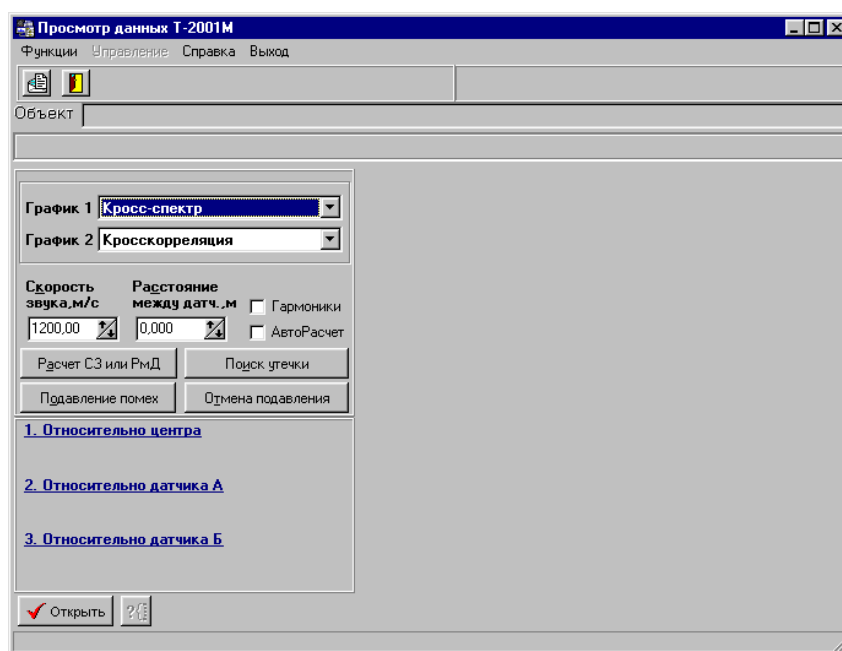 Просмотр данных Т-2001М
Функции Управление Справка Выход
Объект
График 1 Кросс-спектр
График 2 Кросскорреляция
Скорость звука,м/с
Расстояние между датч.,м
Гармоники
1200,00 0,000 АвтоРасчет
Расчет СЗ или РмД Поиск утечки
Подавление помех Отмена подавления
1. Относительно центра
2. Относительно датчика А
3. Относительно датчика Б
Открыть ?{